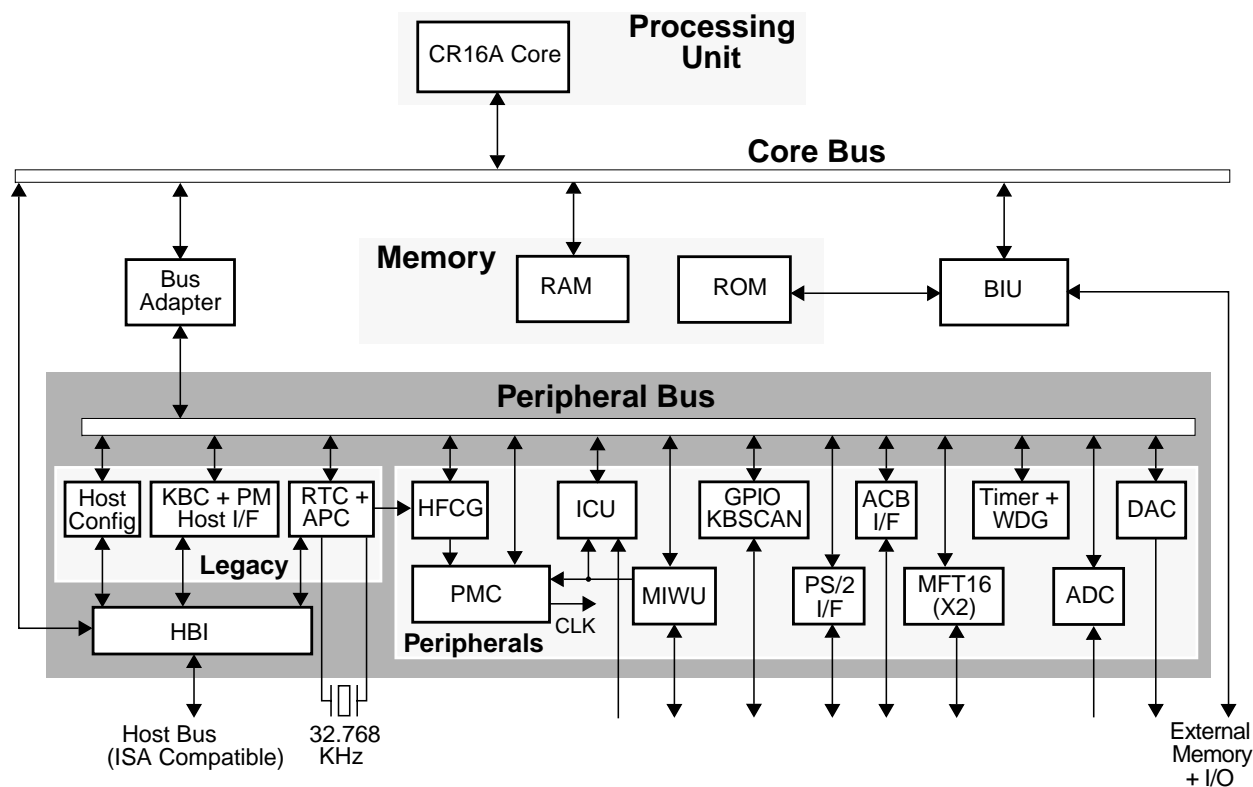 Processing
Unit
CR16A Core
Core Bus
Memory
Bus
Adapter
RAM
ROM
BIU
Peripheral Bus
Host
Config
KBC + PM
Host I/F
RTC +
APC
HFCG
ICU
GPIO
KBSCAN
ACB
I/F
Timer +
WDG
DAC
Legacy
PMC
CLK
MIWU
PS/2
I/F
MFT16
(X2)
ADC
HBI
Peripherals
Host Bus
(ISA Compatible)
32.768
KHz
External
Memory
+ I/O